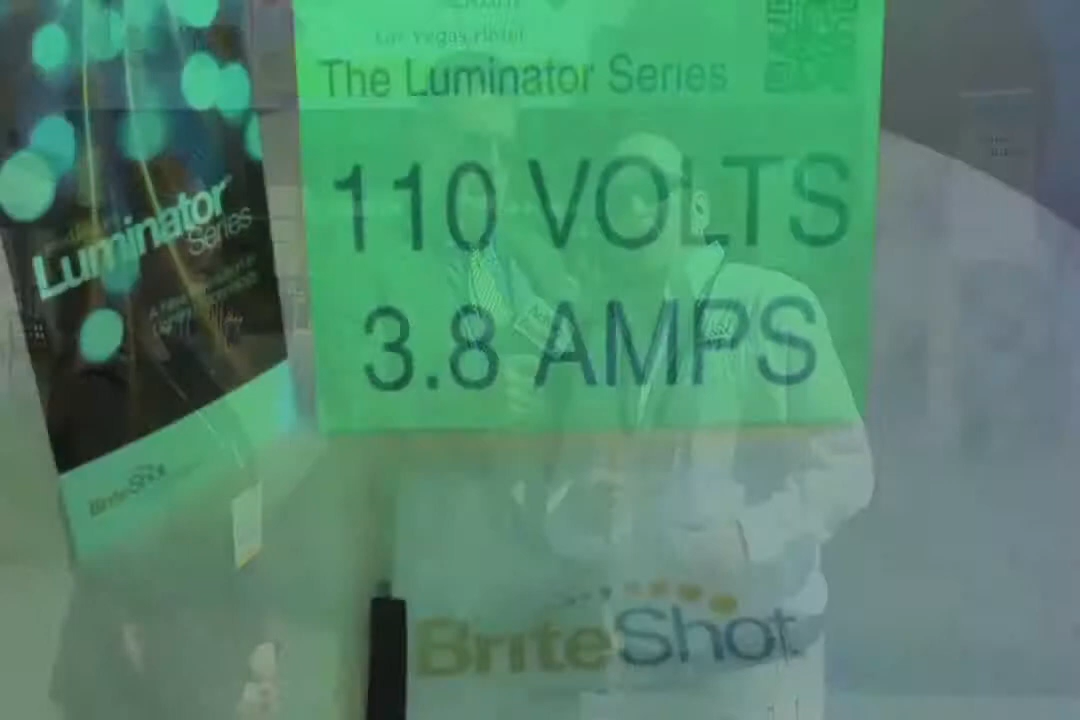 Las Vegas Hotel
The Luminator Series
110 VOLTS
3.8 AMPS
Luminator
Series
BriteShot
BriteShot